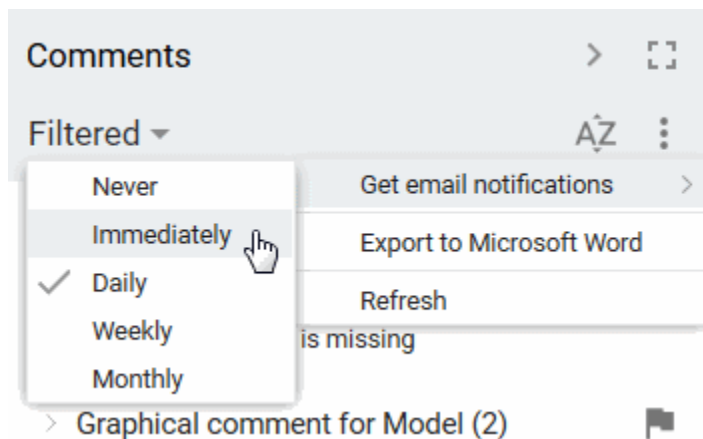 Comments
Filtered
AZ
Never
Get email notifications
Immediately
Export to Microsoft Word
Daily
Refresh
Weekly
is missing
Monthly
Graphical comment for Model (2)